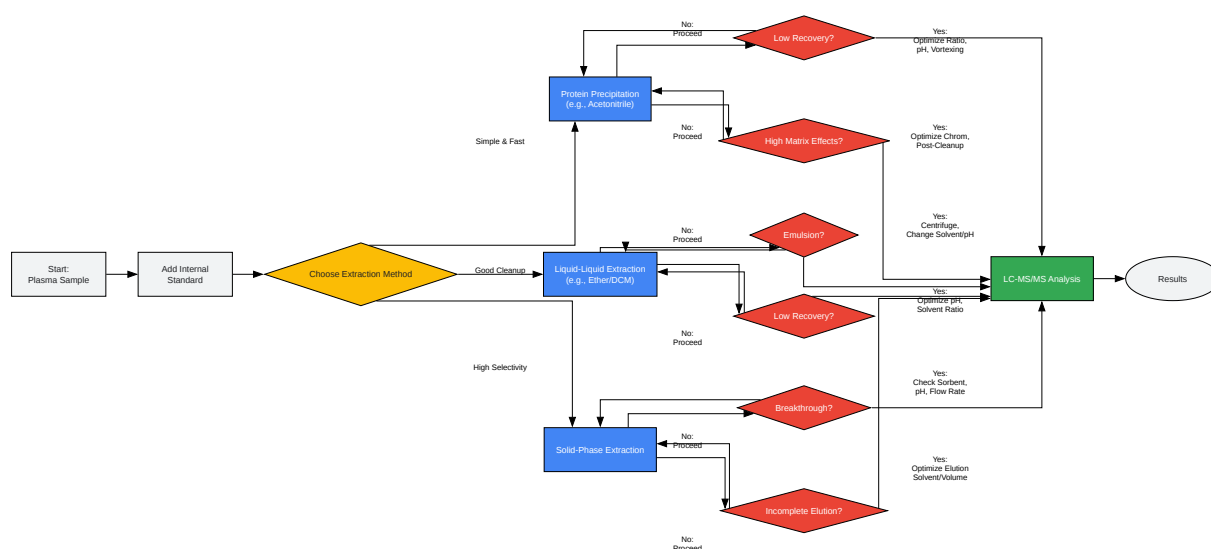 No:
Proceed
Low Recovery?
Yes:
Optimize Ratio,
pH, Vortexing
Protein Precipitation
(e.g., Acetonitrile)
Simple & Fast
No:
Proceed
High Matrix Effects?
Yes:
Optimize Chrom,
Post-Cleanup
No:
Proceed
Emulsion?
Yes:
Centrifuge,
Change Solvent/pH
Start:
Plasma Sample
Add Internal
Standard
Choose Extraction Method
Good Cleanup
Liquid-Liquid Extraction
(e.g., Ether/DCM)
LC-MS/MS Analysis
Results
Low Recovery?
Yes:
Optimize pH,
Solvent Ratio
No:
Proceed
High Selectivity
Yes:
Check Sorbent,
pH, Flow Rate
Breakthrough?
No:
Proceed
Solid-Phase Extraction
Yes:
Optimize Elution
Solvent/Volume
Incomplete Elution?
No:
Proceed